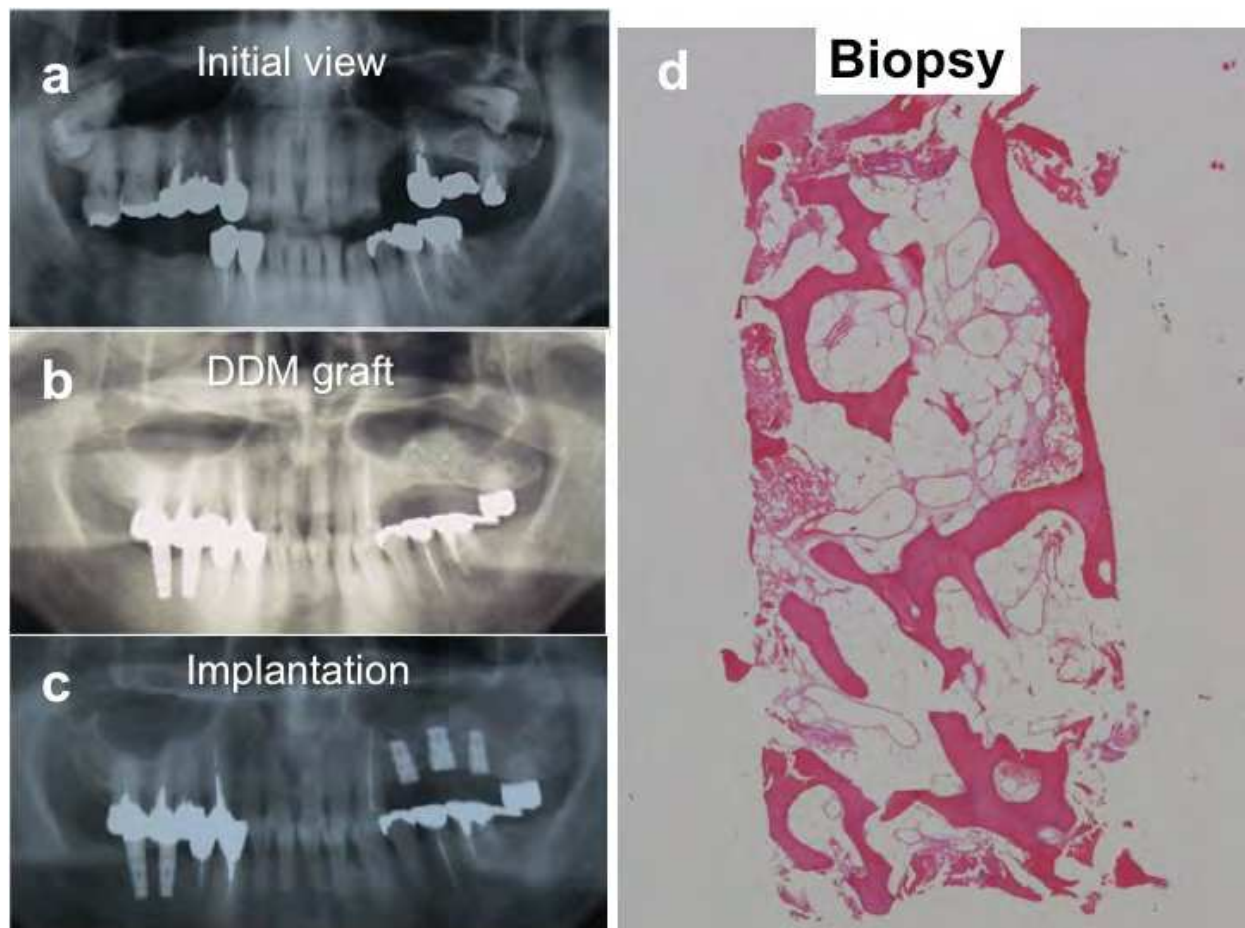 a
Initial view
b
DDM graft
c
Implantation
d
Biopsy